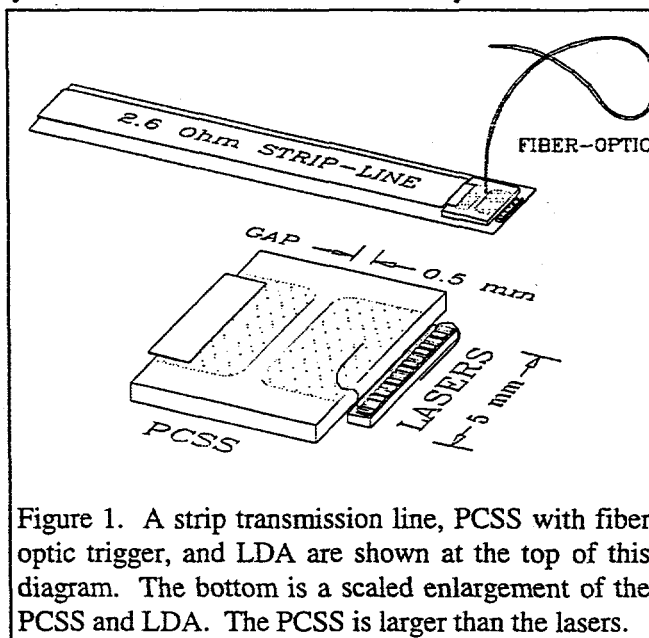 2.6 Ohm STRIP-LINE
FIBER-OPTIC
GAP
0.5 mm
LASERS
5 mm
PCSS
Figure 1. A strip transmission line, PCSS with fiber
optic trigger, and LDA are shown at the top of this
diagram. The bottom is a scaled enlargement of the
PCSS and LDA. The PCSS is larger than the lasers.